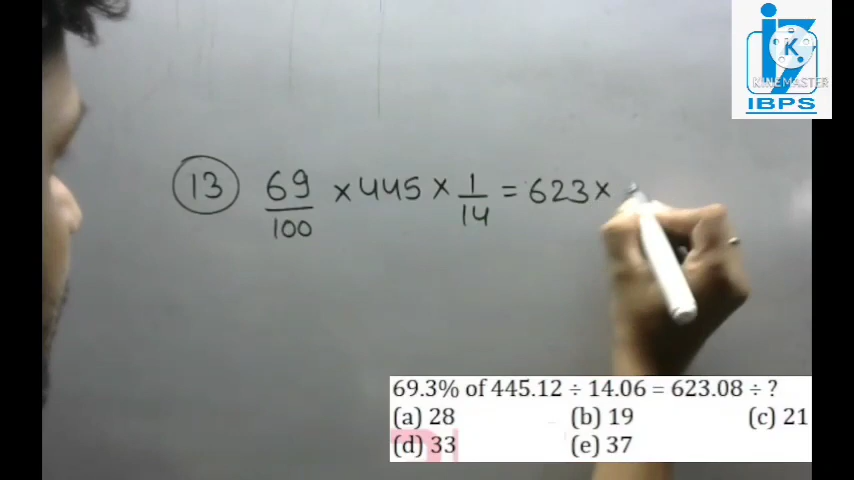 KINEMASTER
IBPS
13 69/100 × 445 × 1/14 = 623 ×
69.3% of 445.12 ÷ 14.06 = 623.08 ÷ ?
(a) 28 (b) 19 (c) 21
(d) 33 (e) 37